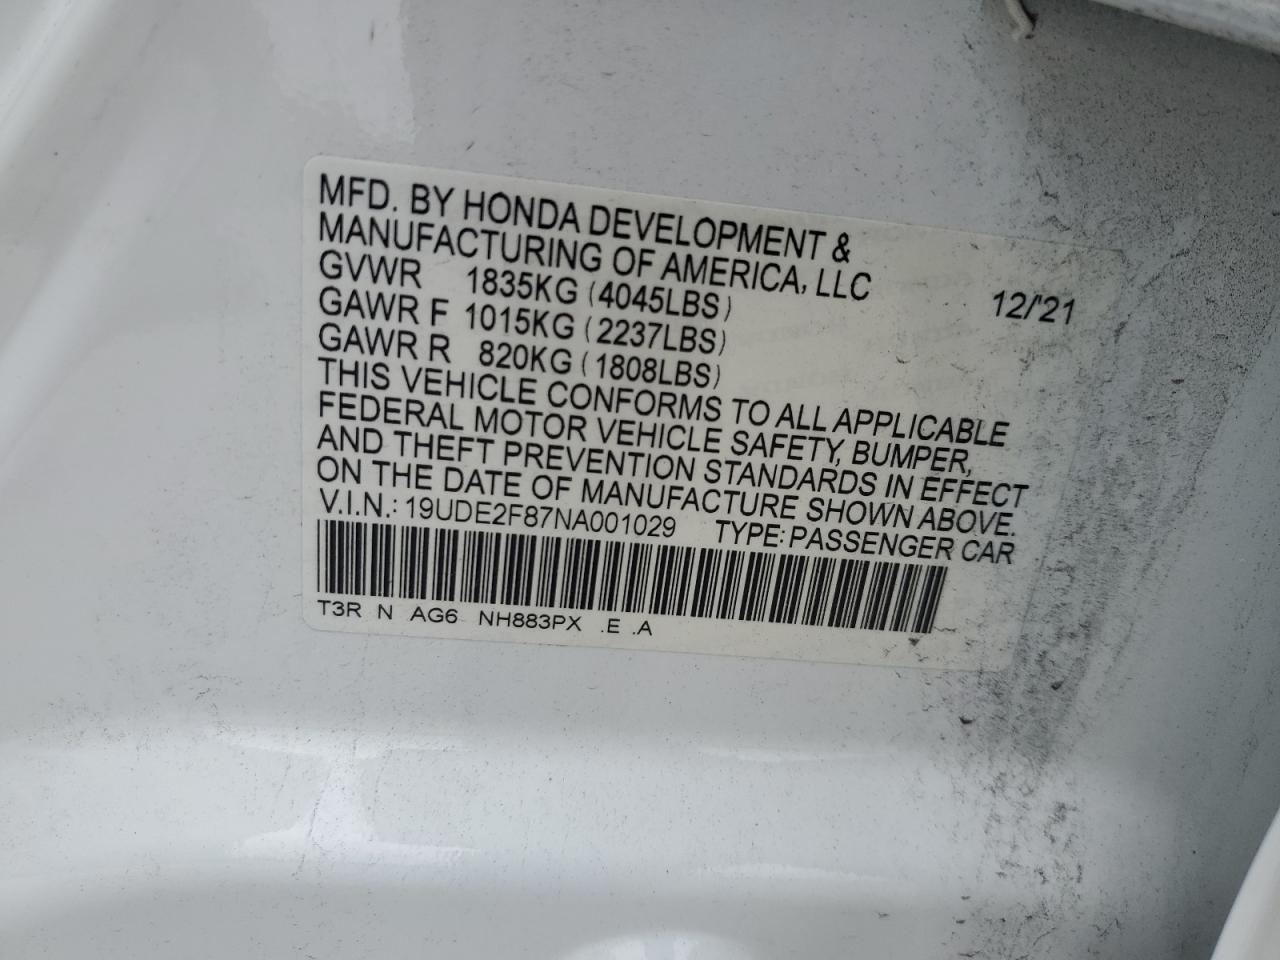 MFD. BY HONDA DEVELOPMENT &
MANUFACTURING OF AMERICA, LLC
GVWR 1835KG (4045LBS) 12/'21
GAWR F 1015KG (2237LBS)
GAWR R 820KG (1808LBS)
THIS VEHICLE CONFORMS TO ALL APPLICABLE
FEDERAL MOTOR VEHICLE SAFETY, BUMPER,
AND THEFT PREVENTION STANDARDS IN EFFECT
ON THE DATE OF MANUFACTURE SHOWN ABOVE.
V.I.N.: 19UDE2F87NA001029 TYPE: PASSENGER CAR
T3R N AG6 NH883PX .E .A